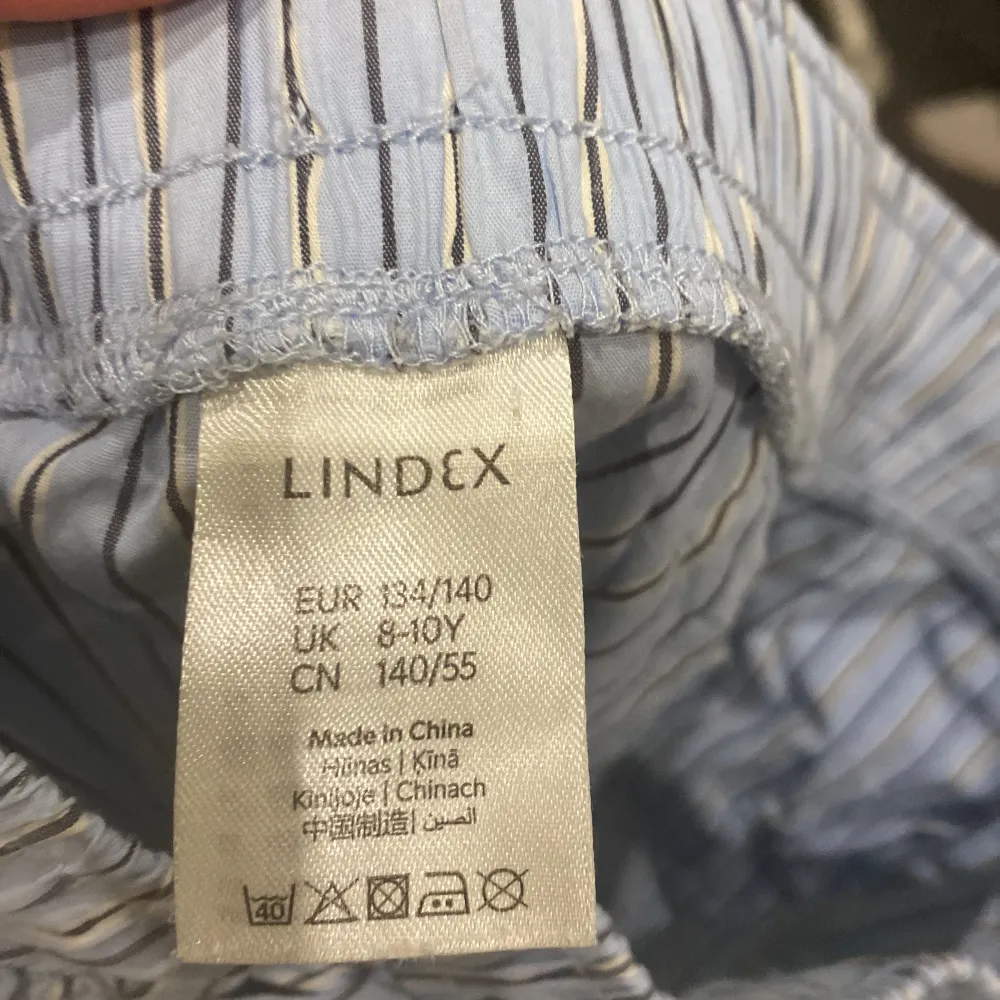 LINDEX
EUR 134/140
UK 8-10Y
CN 140/55
Made in China
Hiinas | Ķīnā
Kinijoje | Chinach
中国制造 | الصين
40